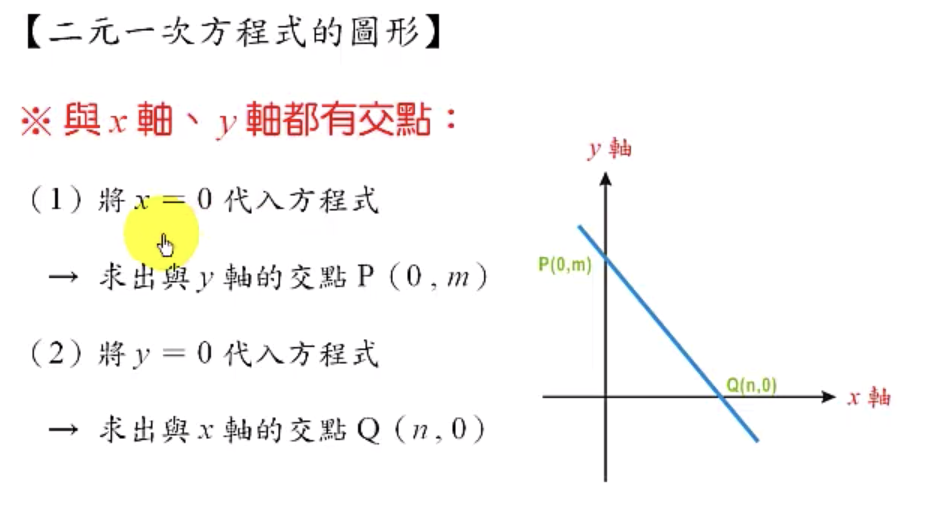 【二元一次方程式的圖形】
※與 x 軸、y 軸都有交點：
（1）將 x = 0 代入方程式
→ 求出與 y 軸的交點 P（0 , m）
（2）將 y = 0 代入方程式
→ 求出與 x 軸的交點 Q（n , 0）
y 軸
P(0,m)
Q(n,0)
x 軸